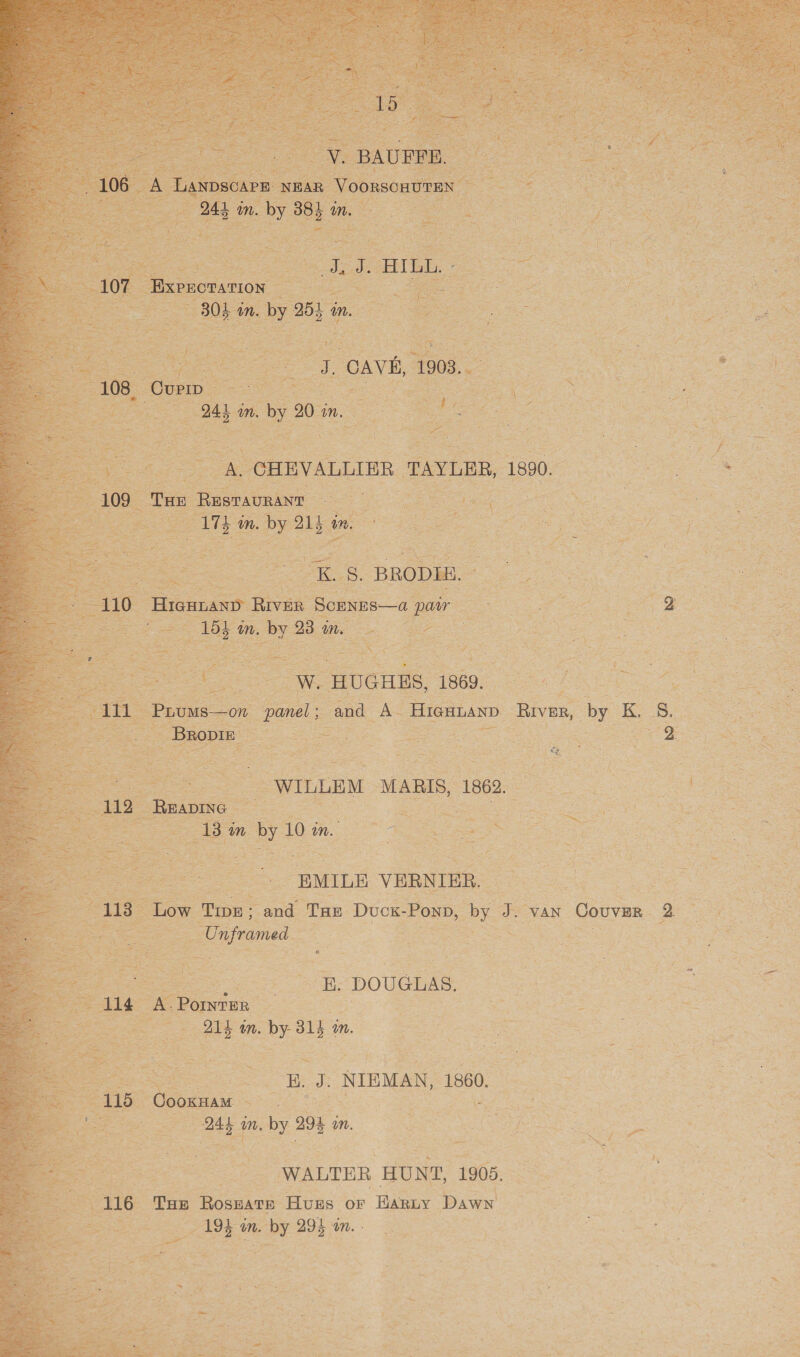 15
V. BAUFFE.
106 A LANDSCAPE NEAR VOORSCHUTEN
24½ in. by 38½ in.
J. J. HILL.
107 EXPECTATION
30½ in. by 25½ in.
J. CAVÉ, 1903.
108 CUPID
24½ in. by 20 in.
A. CHEVALLIER TAYLER, 1890.
109 THE RESTAURANT
17½ in. by 21½ in.
K. S. BRODIE.
110 HIGHLAND RIVER SCENES—a pair 2
15½ in. by 23 in.
W. HUGHES, 1869.
111 PLUMS—on panel; and A HIGHLAND RIVER, by K. S.
BRODIE 2
WILLEM MARIS, 1862.
112 READING
13 in by 10 in.
EMILE VERNIER.
113 LOW TIDE; and THE DUCK-POND, by J. VAN COUVER 2
Unframed
E. DOUGLAS.
114 A POINTER
21½ in. by 31½ in.
E. J. NIEMAN, 1860.
115 COOKHAM
24½ in. by 29½ in.
WALTER HUNT, 1905.
116 THE ROSEATE HUES OF EARLY DAWN
19½ in. by 29½ in.